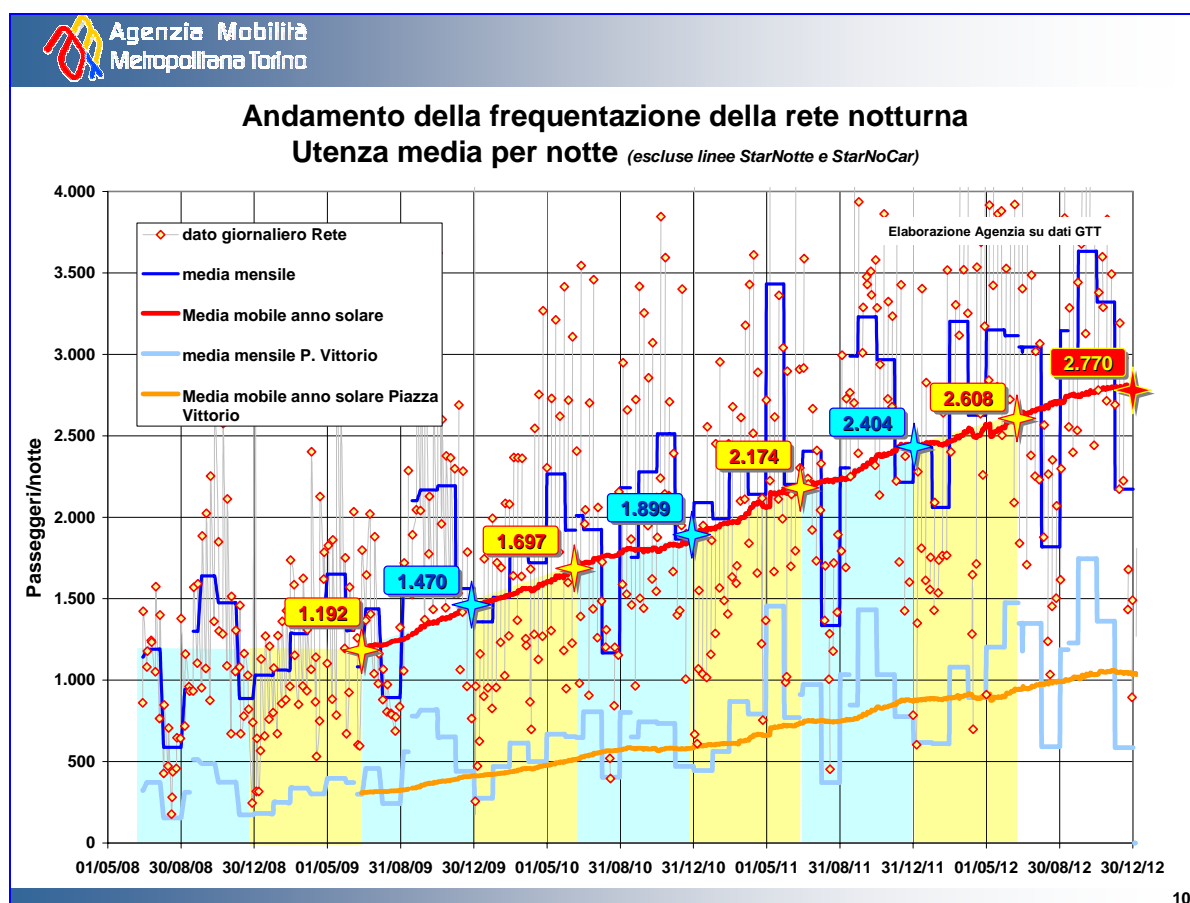 Agenzia Mobilità
Metropolitana Torino
Andamento della frequentazione della rete notturna
Utenza media per notte (escluse linee StarNotte e StarNoCar)
Passeggeri/notte
4.000
3.500
3.000
2.500
2.000
1.500
1.000
500
0
dato giornaliero Rete
media mensile
Media mobile anno solare
media mensile P. Vittorio
Media mobile anno solare Piazza
Vittorio
Elaborazione Agenzia su dati GTT
1.192
1.470
1.697
1.899
2.174
2.404
2.608
2.770
01/05/08 30/08/08 30/12/08 01/05/09 31/08/09 30/12/09 01/05/10 31/08/10 31/12/10 01/05/11 31/08/11 31/12/11 01/05/12 30/08/12 30/12/12
10